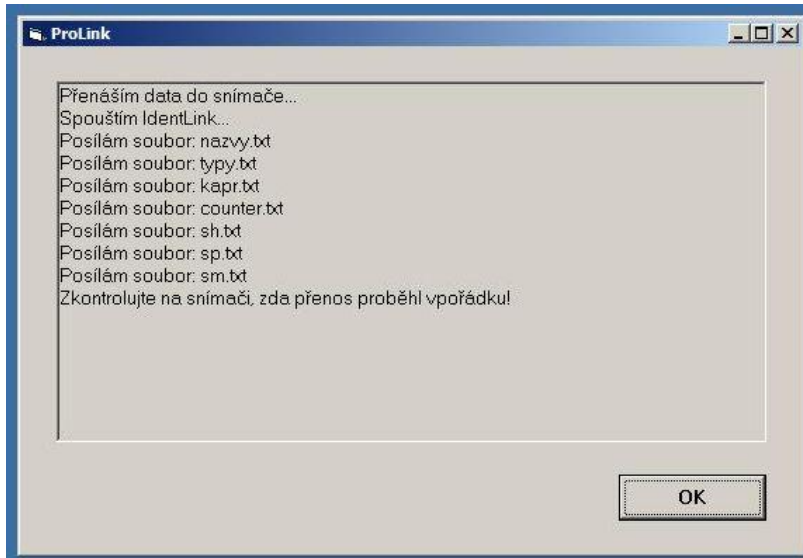 ProLink
Přenáším data do snímače...
Spouštím IdentLink...
Posílám soubor: nazvy.txt
Posílám soubor: typy.txt
Posílám soubor: kapr.txt
Posílám soubor: counter.txt
Posílám soubor: sh.txt
Posílám soubor: sp.txt
Posílám soubor: sm.txt
Zkontrolujte na snímači, zda přenos proběhl vpořádku!
OK